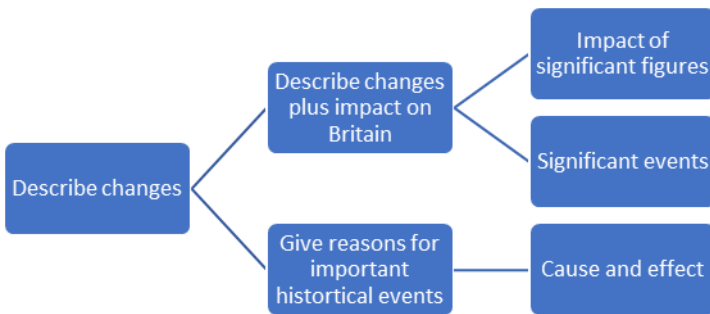 Describe changes
Describe changes
plus impact on
Britain
Impact of
significant figures
Significant events
Give reasons for
important
histortical events
Cause and effect